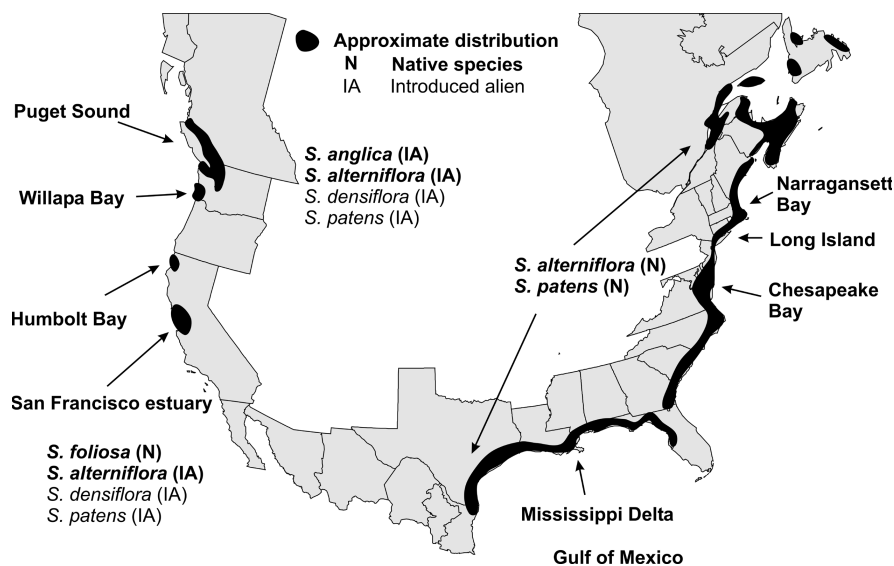 Approximate distribution
N Native species
IA Introduced alien
Puget Sound
Willapa Bay
S. anglica (IA)
S. alterniflora (IA)
S. densiflora (IA)
S. patens (IA)
Narragansett
Bay
Long Island
S. alterniflora (N)
S. patens (N)
Chesapeake
Bay
Humbolt Bay
San Francisco estuary
S. foliosa (N)
S. alterniflora (IA)
S. densiflora (IA)
S. patens (IA)
Mississippi Delta
Gulf of Mexico